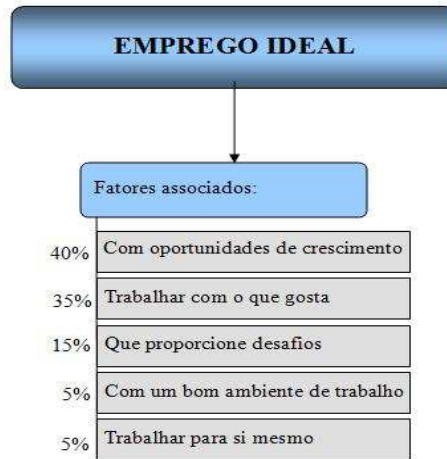 EMPREGO IDEAL
Fatores associados:
40% Com oportunidades de crescimento
35% Trabalhar com o que gosta
15% Que proporcione desafios
5% Com um bom ambiente de trabalho
5% Trabalhar para si mesmo